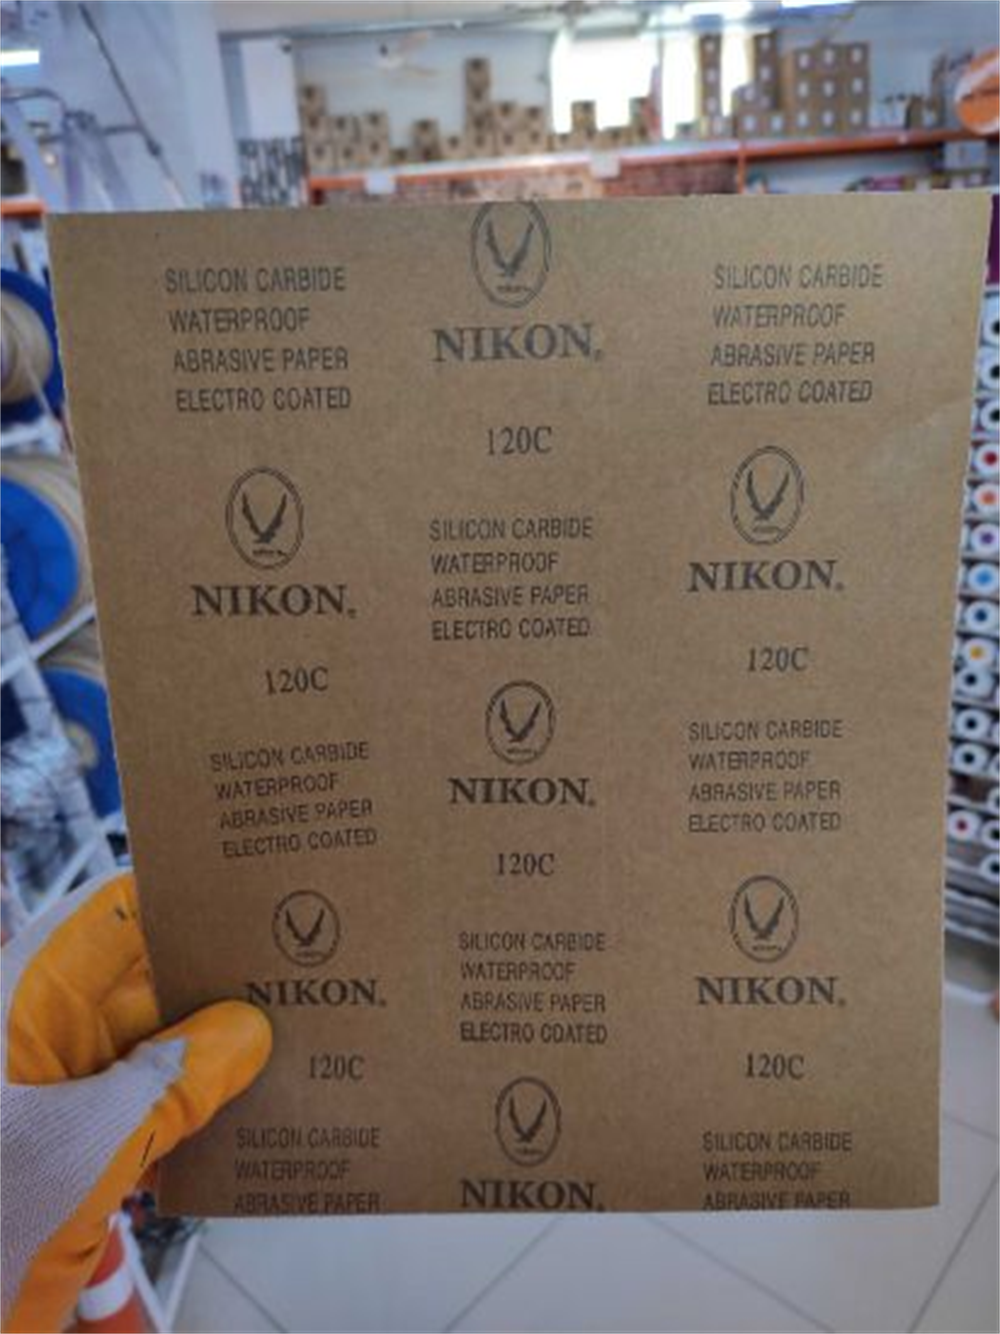 SILICON CARBIDE
WATERPROOF
ABRASIVE PAPER
ELECTRO COATED
NIKON
120C
SILICON CARBIDE
WATERPROOF
ABRASIVE PAPER
ELECTRO COATED
NIKON
120C
SILICON CARBIDE
WATERPROOF
ABRASIVE PAPER
ELECTRO COATED
NIKON
120C
SILICON CARBIDE
WATERPROOF
ABRASIVE PAPER
ELECTRO COATED
NIKON
120C
SILICON CARBIDE
WATERPROOF
ABRASIVE PAPER
ELECTRO COATED
NIKON
120C
SILICON CARBIDE
WATERPROOF
ABRASIVE PAPER
ELECTRO COATED
NIKON
120C
SILICON CARBIDE
WATERPROOF
ABRASIVE PAPER
NIKON
SILICON CARBIDE
WATERPROOF
ABRASIVE PAPER